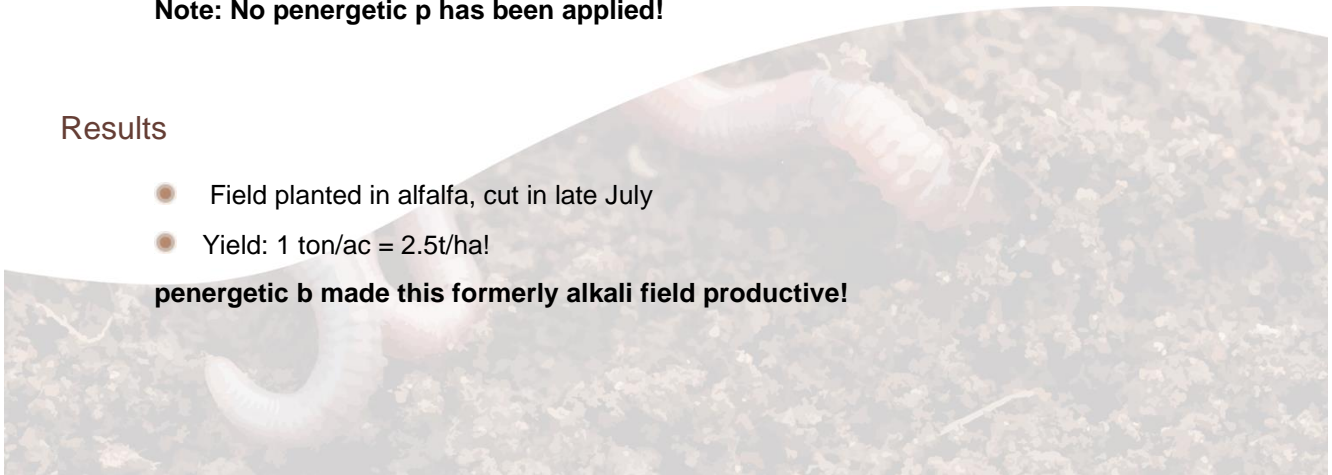 Note: No penergetic p has been applied!
Results
Field planted in alfalfa, cut in late July
Yield: 1 ton/ac = 2.5t/ha!
penergetic b made this formerly alkali field productive!